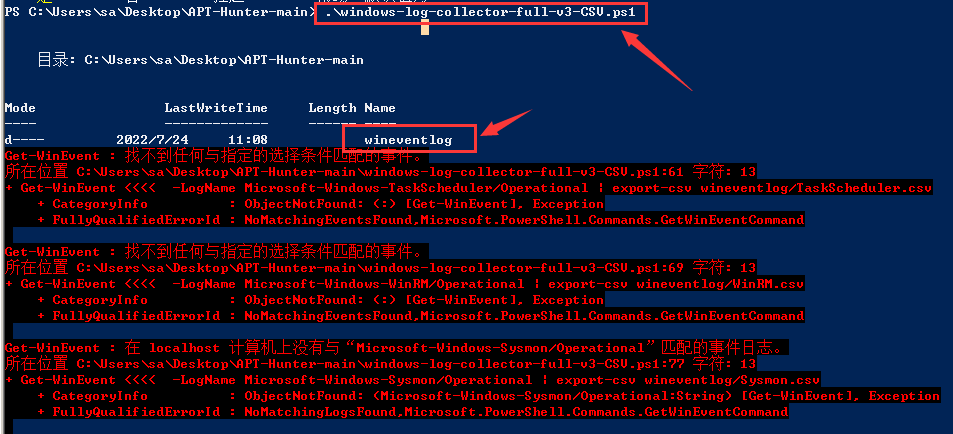 PS C:\Users\sa\Desktop\APT-Hunter-main> .\windows-log-collector-full-v3-CSV.ps1
目录: C:\Users\sa\Desktop\APT-Hunter-main
Mode LastWriteTime Length Name
---- ------------- ------ ----
d---- 2022/7/24 11:08 wineventlog
Get-WinEvent : 找不到任何与指定的选择条件匹配的事件。
所在位置 C:\Users\sa\Desktop\APT-Hunter-main\windows-log-collector-full-v3-CSV.ps1:61 字符: 13
+ Get-WinEvent <<<< -LogName Microsoft-Windows-TaskScheduler/Operational | export-csv wineventlog/TaskScheduler.csv
+ CategoryInfo : ObjectNotFound: (:) [Get-WinEvent], Exception
+ FullyQualifiedErrorId : NoMatchingEventsFound,Microsoft.PowerShell.Commands.GetWinEventCommand
Get-WinEvent : 找不到任何与指定的选择条件匹配的事件。
所在位置 C:\Users\sa\Desktop\APT-Hunter-main\windows-log-collector-full-v3-CSV.ps1:69 字符: 13
+ Get-WinEvent <<<< -LogName Microsoft-Windows-WinRM/Operational | export-csv wineventlog/WinRM.csv
+ CategoryInfo : ObjectNotFound: (:) [Get-WinEvent], Exception
+ FullyQualifiedErrorId : NoMatchingEventsFound,Microsoft.PowerShell.Commands.GetWinEventCommand
Get-WinEvent : 在 localhost 计算机上没有与“Microsoft-Windows-Sysmon/Operational”匹配的事件日志。
所在位置 C:\Users\sa\Desktop\APT-Hunter-main\windows-log-collector-full-v3-CSV.ps1:77 字符: 13
+ Get-WinEvent <<<< -LogName Microsoft-Windows-Sysmon/Operational | export-csv wineventlog/Sysmon.csv
+ CategoryInfo : ObjectNotFound: (Microsoft-Windows-Sysmon/Operational:String) [Get-WinEvent], Exception
+ FullyQualifiedErrorId : NoMatchingLogsFound,Microsoft.PowerShell.Commands.GetWinEventCommand